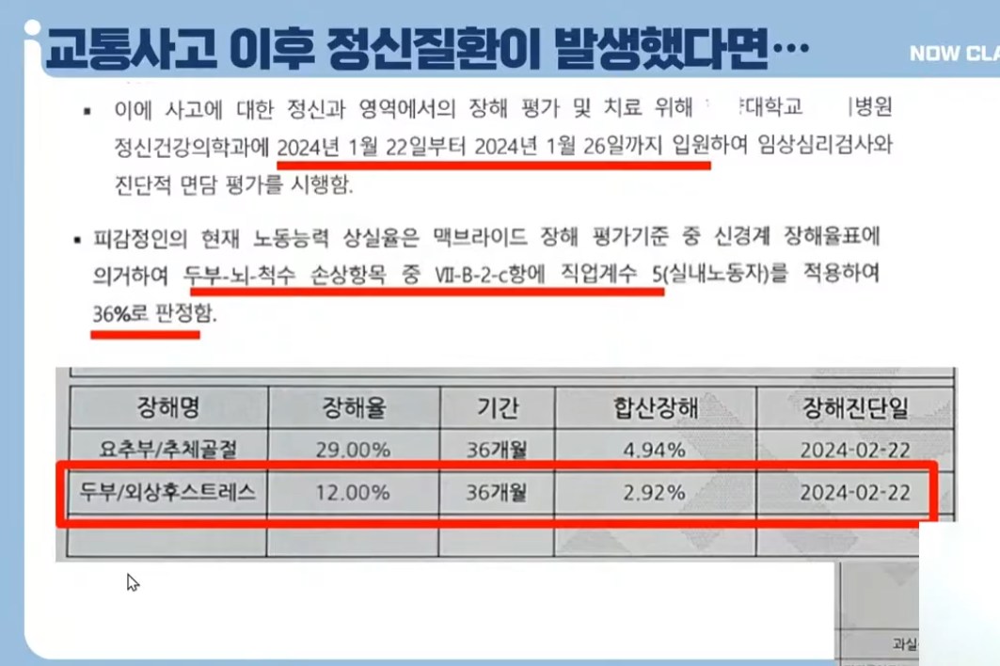 교통사고 이후 정신질환이 발생했다면…
NOW CLA
▪ 이에 사고에 대한 정신과 영역에서의 장해 평가 및 치료 위해 대학교 병원
정신건강의학과에 2024년 1월 22일부터 2024년 1월 26일까지 입원하여 임상심리검사와
진단적 면담 평가를 시행함.
▪ 피감정인의 현재 노동능력 상실율은 맥브라이드 장해 평가기준 중 신경계 장해율표에
의거하여 두부-뇌-척수 손상항목 중 Ⅶ-B-2-c항에 직업계수 5(실내노동자)를 적용하여
36%로 판정함.
장해명 장해율 기간 합산장해 장해진단일
요추부/추체골절 29.00% 36개월 4.94% 2024-02-22
두부/외상후스트레스 12.00% 36개월 2.92% 2024-02-22
과실